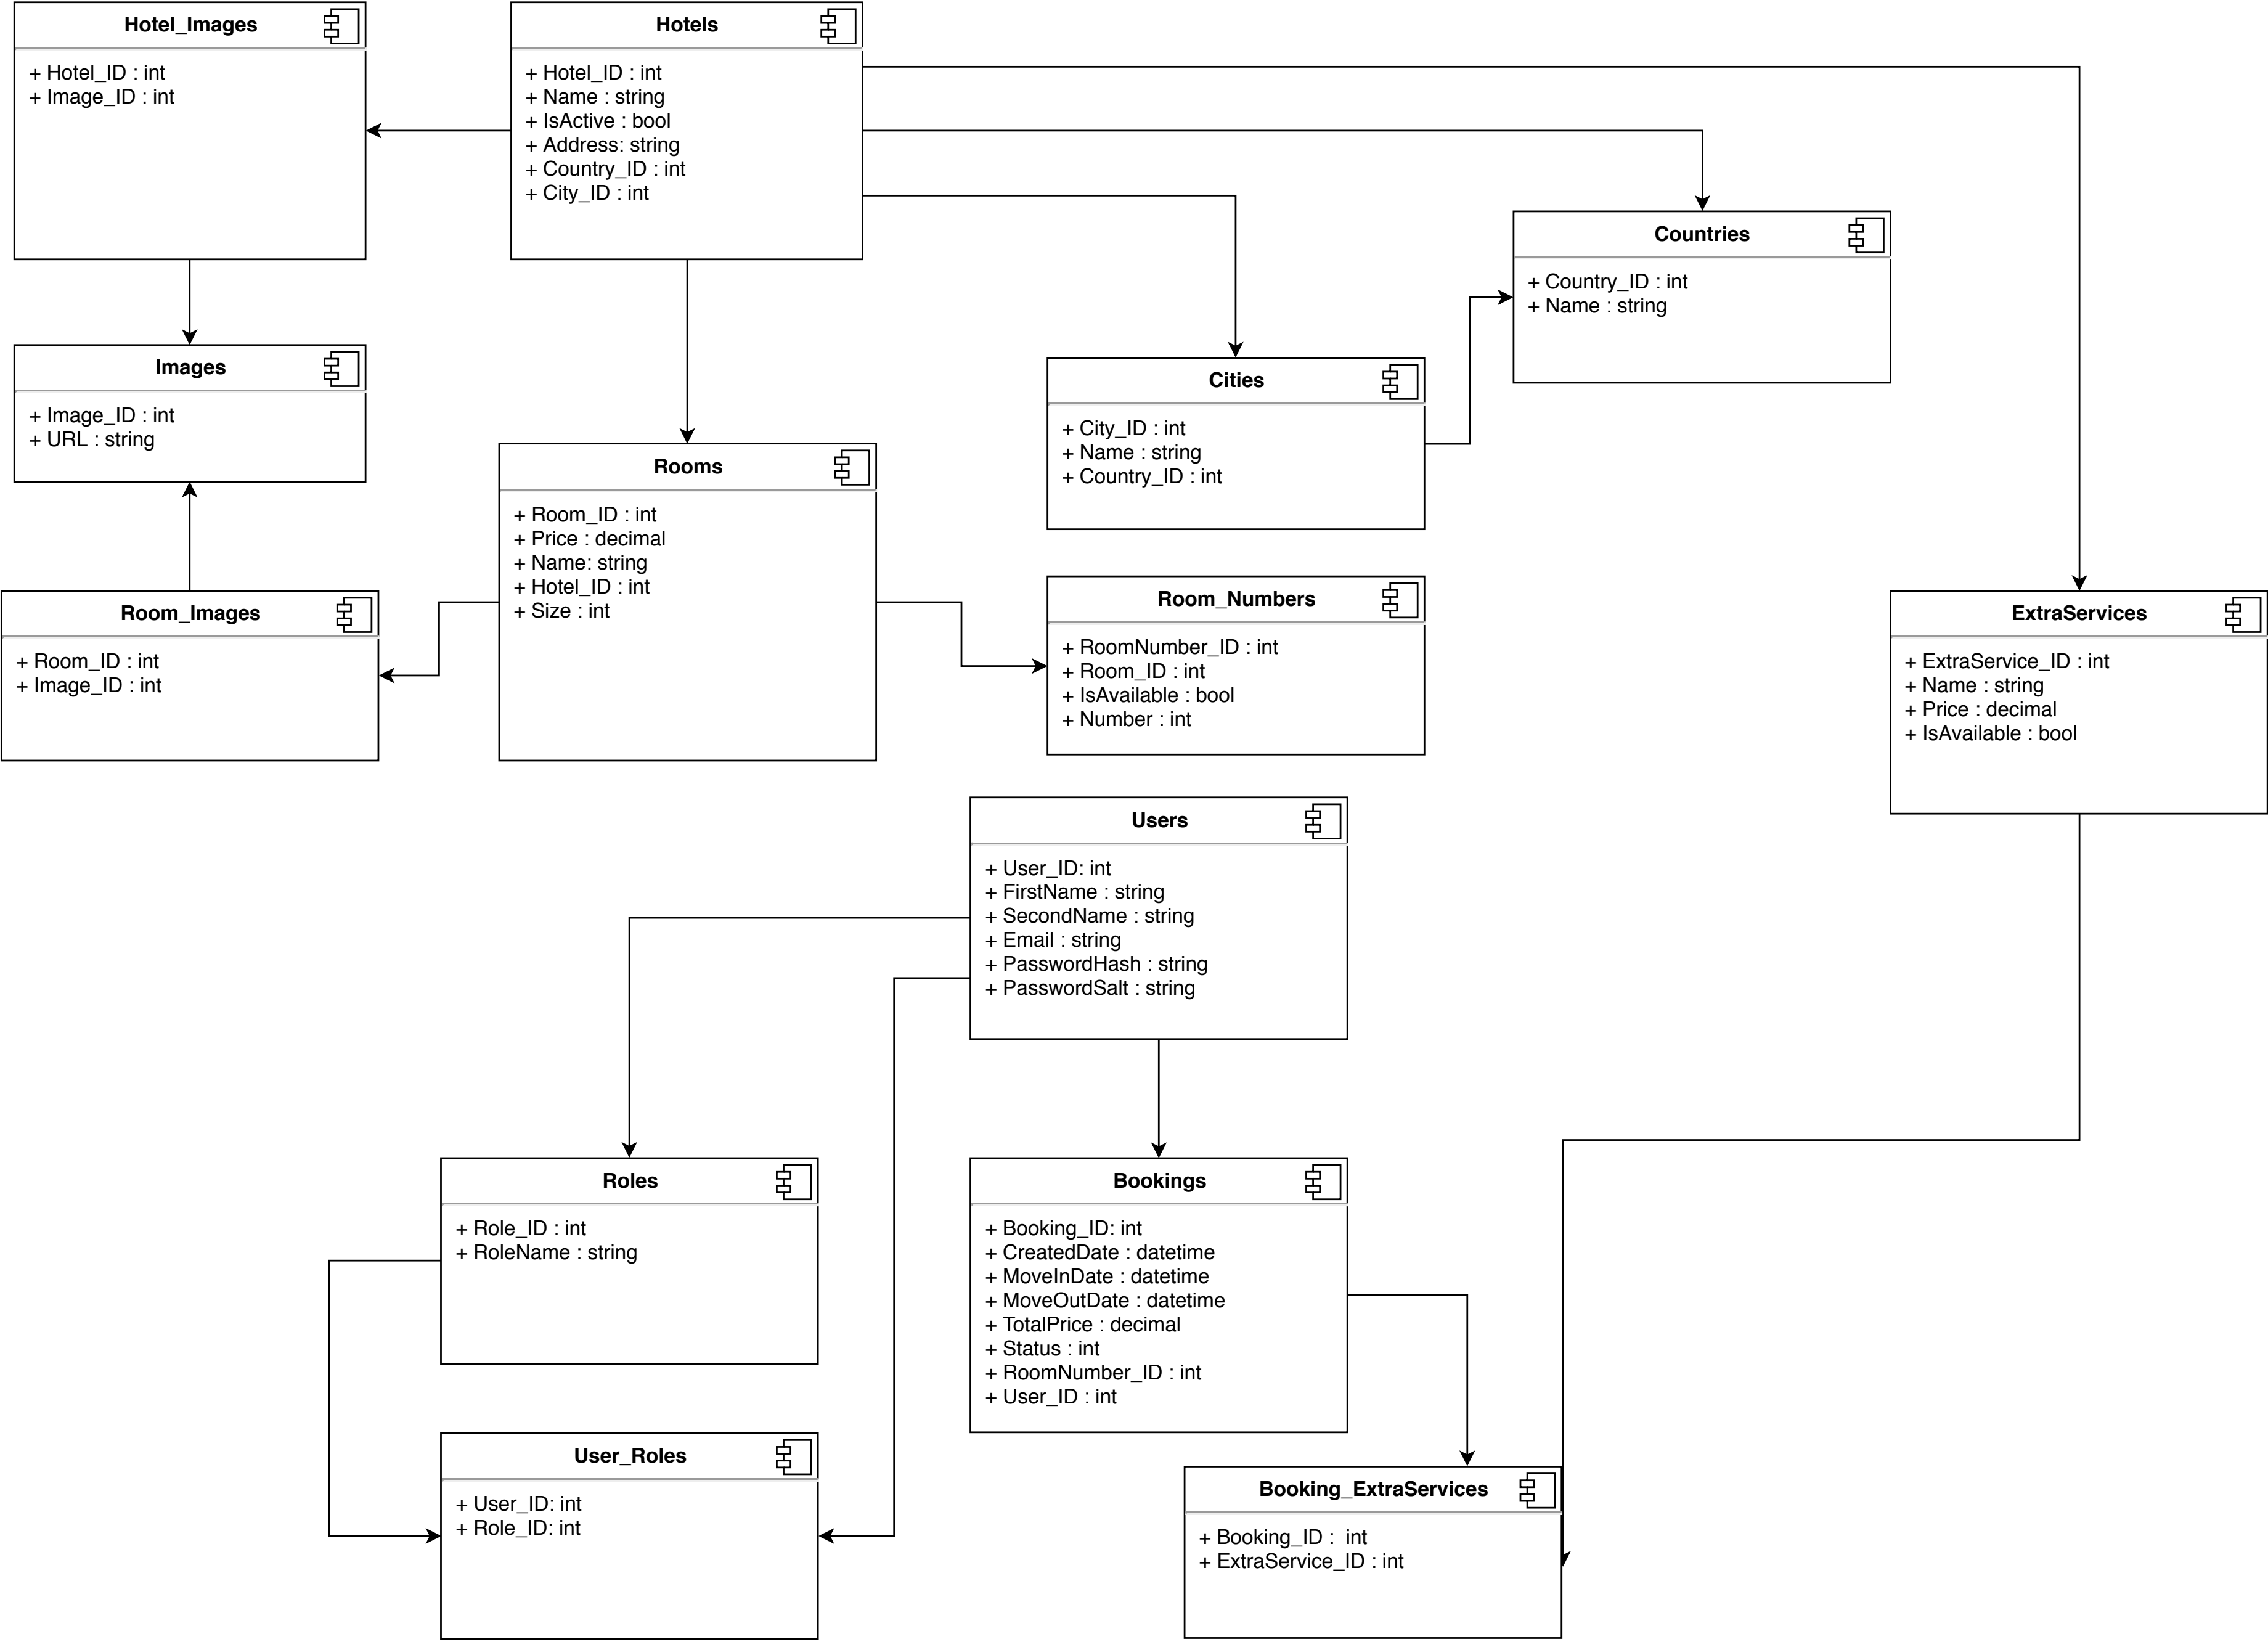 Hotel_Images
+ Hotel_ID : int
+ Image_ID : int
Hotels
+ Hotel_ID : int
+ Name : string
+ IsActive : bool
+ Address: string
+ Country_ID : int
+ City_ID : int
Countries
+ Country_ID : int
+ Name : string
Images
+ Image_ID : int
+ URL : string
Cities
+ City_ID : int
+ Name : string
+ Country_ID : int
Rooms
+ Room_ID : int
+ Price : decimal
+ Name: string
+ Hotel_ID : int
+ Size : int
Room_Images
+ Room_ID : int
+ Image_ID : int
Room_Numbers
+ RoomNumber_ID : int
+ Room_ID : int
+ IsAvailable : bool
+ Number : int
ExtraServices
+ ExtraService_ID : int
+ Name : string
+ Price : decimal
+ IsAvailable : bool
Users
+ User_ID: int
+ FirstName : string
+ SecondName : string
+ Email : string
+ PasswordHash : string
+ PasswordSalt : string
Roles
+ Role_ID : int
+ RoleName : string
Bookings
+ Booking_ID: int
+ CreatedDate : datetime
+ MoveInDate : datetime
+ MoveOutDate : datetime
+ TotalPrice : decimal
+ Status : int
+ RoomNumber_ID : int
+ User_ID : int
User_Roles
+ User_ID: int
+ Role_ID: int
Booking_ExtraServices
+ Booking_ID :  int
+ ExtraService_ID : int